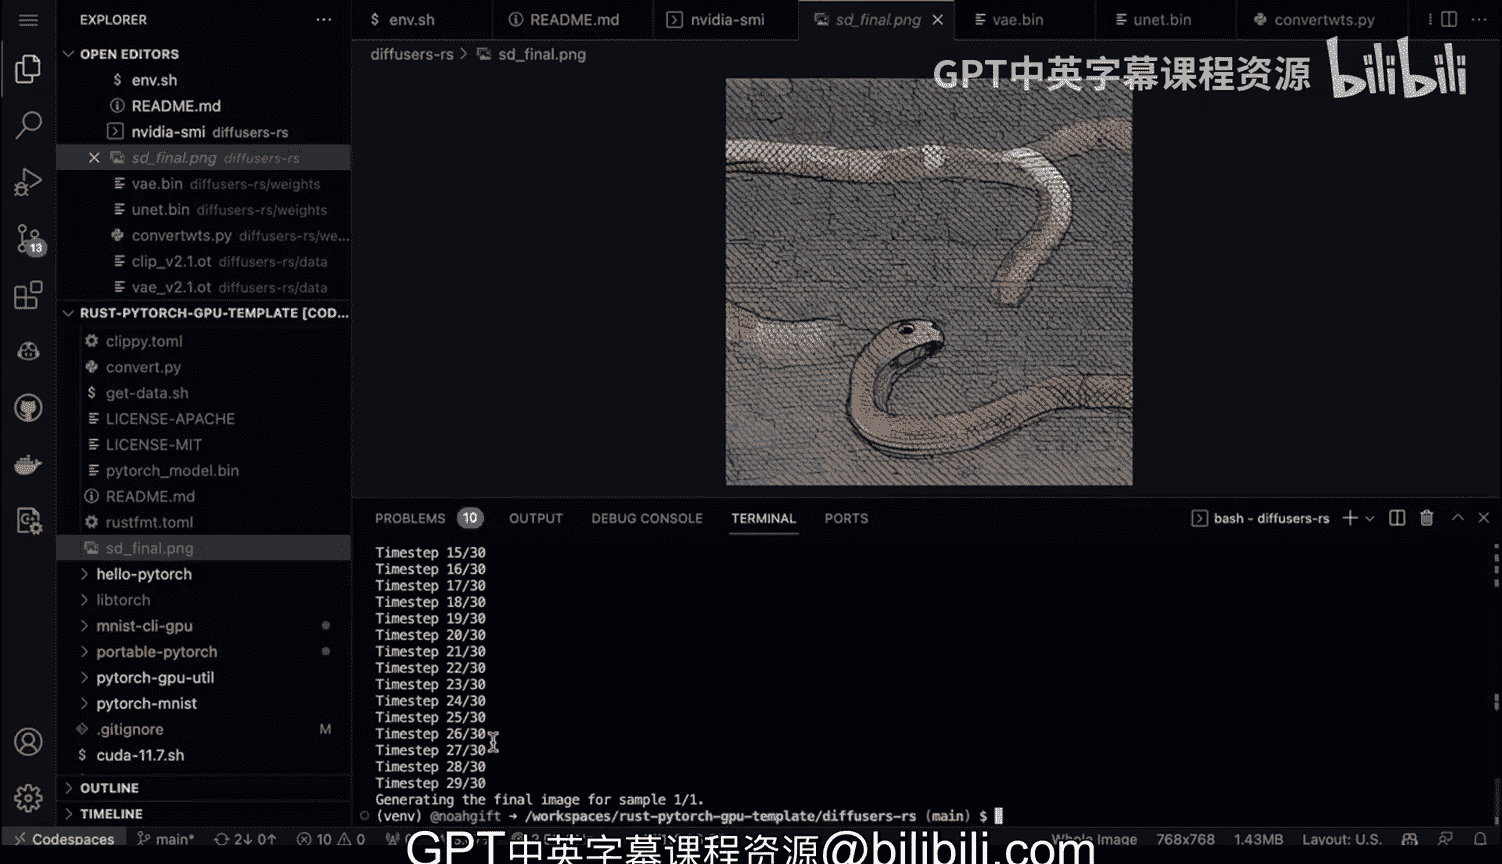 EXPLORER
OPEN EDITORS
$ env.sh
README.md
nvidia-smi diffusers-rs
sd_final.png diffusers-rs
vae.bin diffusers-rs/weights
unet.bin diffusers-rs/weights
convertwts.py diffusers-rs/we...
clip_v2.1.ot diffusers-rs/data
vae_v2.1.ot diffusers-rs/data
RUST-PYTORCH-GPU-TEMPLATE [COD...
clippy.toml
convert.py
$ get-data.sh
LICENSE-APACHE
LICENSE-MIT
pytorch_model.bin
README.md
rustfmt.toml
sd_final.png
hello-pytorch
libtorch
mnist-cli-gpu
portable-pytorch
pytorch-gpu-util
pytorch-mnist
.gitignore M
$ cuda-11.7.sh
OUTLINE
TIMELINE
13
$ env.sh README.md nvidia-smi sd_final.png vae.bin unet.bin convertwts.py
diffusers-rs > sd_final.png
GPT中英字幕课程资源 bilibili
PROBLEMS 10 OUTPUT DEBUG CONSOLE TERMINAL PORTS bash - diffusers-rs
Timestep 15/30
Timestep 16/30
Timestep 17/30
Timestep 18/30
Timestep 19/30
Timestep 20/30
Timestep 21/30
Timestep 22/30
Timestep 23/30
Timestep 24/30
Timestep 25/30
Timestep 26/30
Timestep 27/30
Timestep 28/30
Timestep 29/30
Generating the final image for sample 1/1.
(venv) @noahgift → /workspaces/rust-pytorch-gpu-template/diffusers-rs (main) $
Codespaces main* 2↓ 0↑ 10 0 Whole Image 768x768 1.43MB Layout: U.S.
GPT中英字幕课程资源@bilibili.com